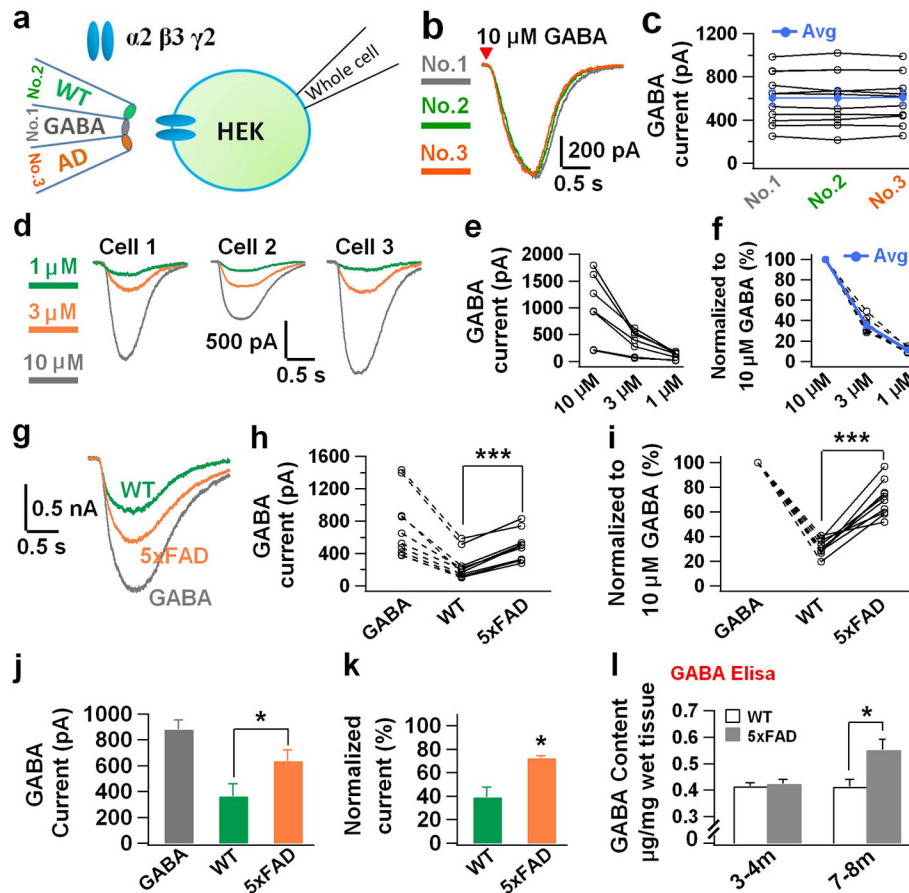 a
α2 β3 γ2
No.2
WT
No.1
GABA
No.3
AD
HEK
Whole cell
b
10 µM GABA
No.1
No.2
No.3
200 pA
0.5 s
c
Avg
GABA
current (pA)
1200
900
600
300
0
No.1
No.2
No.3
d
Cell 1
Cell 2
Cell 3
1 µM
3 µM
10 µM
500 pA
0.5 s
e
GABA
current (pA)
2000
1500
1000
500
0
10 µM
3 µM
1 µM
f
Avg
Normalized to
10 µM GABA (%)
100
80
60
40
20
0
10 µM
3 µM
1 µM
g
0.5 nA
0.5 s
WT
5xFAD
GABA
h
***
GABA
current (pA)
1600
1200
800
400
0
GABA
WT
5xFAD
i
***
Normalized to
10 µM GABA (%)
100
80
60
40
20
0
GABA
WT
5xFAD
j
*
GABA
Current (pA)
1000
800
600
400
200
0
GABA
WT
5xFAD
k
*
Normalized
current (%)
100
80
60
40
20
0
WT
5xFAD
l
GABA Elisa
WT
5xFAD
*
GABA Content
µg/mg wet tissue
0.7
0.6
0.5
0.4
0.3
3-4m
7-8m